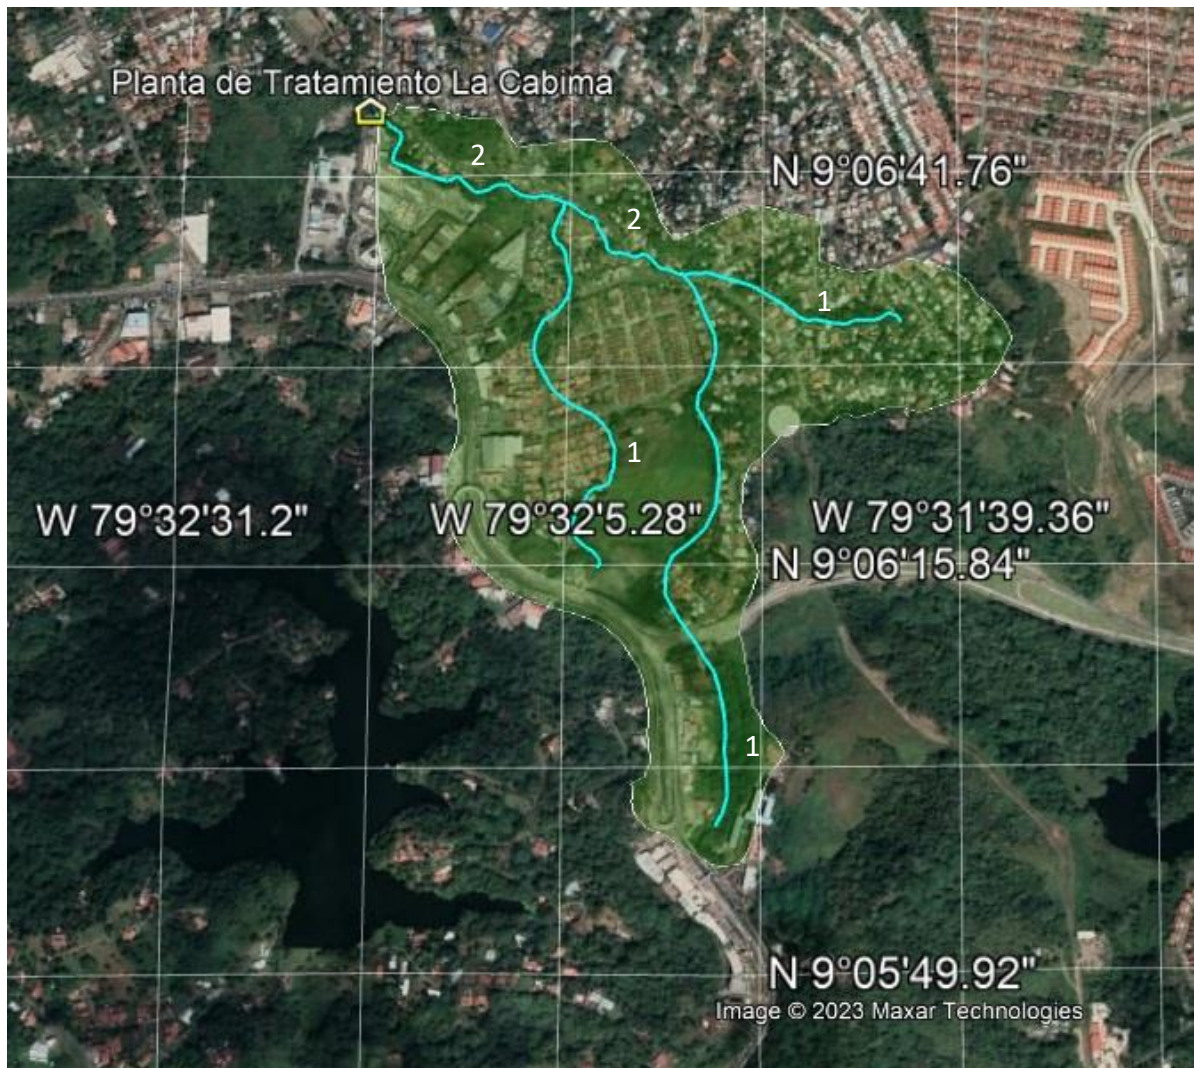 Planta de Tratamiento La Cabima
2
N 9°06'41.76"
2
1
1
W 79°32'31.2"
W 79°32'5.28"
W 79°31'39.36"
N 9°06'15.84"
1
N 9°05'49.92"
Image © 2023 Maxar Technologies